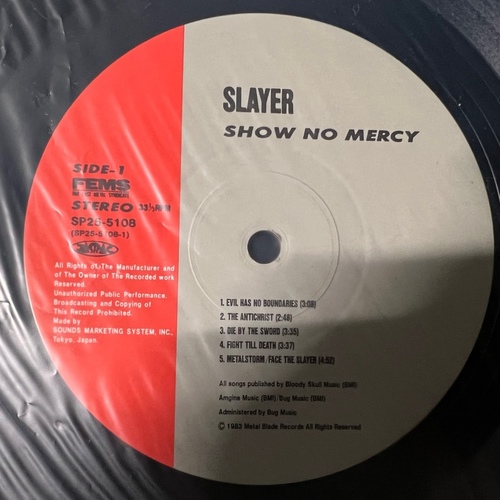 SLAYER
SHOW NO MERCY
SIDE-1
FEMS
STEREO 33⅓RPM
SP25-5108
(SP25-5108-1)
All Rights of The Manufacturer and
of The Owner of The Recorded work
Reserved.
Unauthorized Public Performance.
Broadcasting and Copying of
This Record Prohibited.
Made by
SOUNDS MARKETING SYSTEM, INC.
Tokyo, Japan.
1. EVIL HAS NO BOUNDARIES (3:08)
2. THE ANTICHRIST (2:48)
3. DIE BY THE SWORD (3:35)
4. FIGHT TILL DEATH (3:37)
5. METALSTORM/FACE THE SLAYER (4:52)
All songs published by Bloody Skull Music (BMI)
Amgine Music (BMI)/Bug Music (BMI)
Administered by Bug Music
© 1983 Metal Blade Records All Rights Reserved